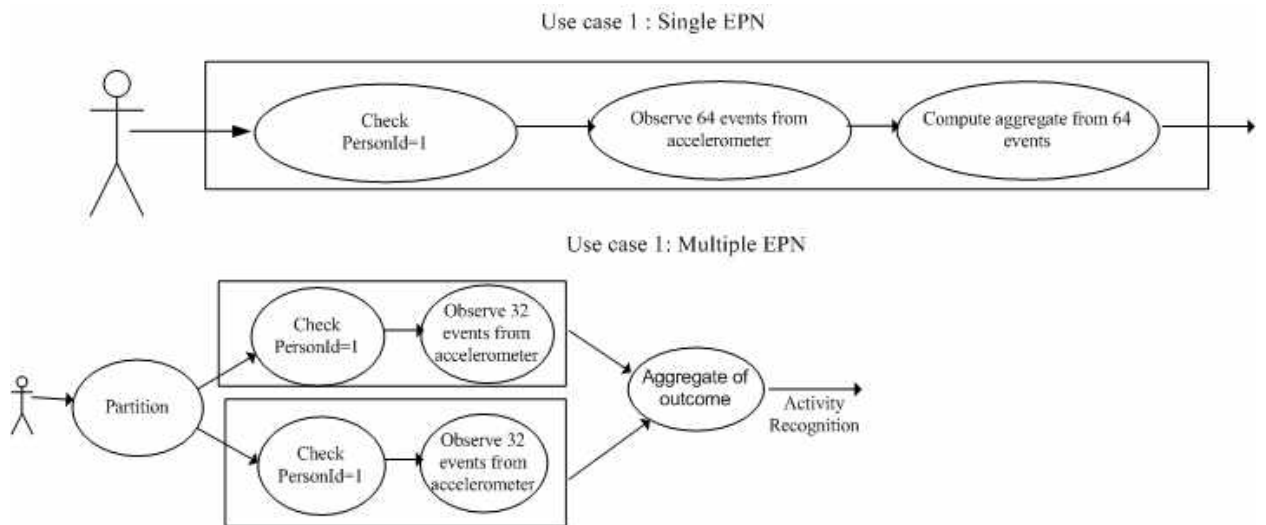 Use case 1 : Single EPN
Check
PersonId=1
Observe 64 events from
accelerometer
Compute aggregate from 64
events
Use case 1: Multiple EPN
Partition
Check
PersonId=1
Observe 32
events from
accelerometer
Check
PersonId=1
Observe 32
events from
accelerometer
Aggregate of
outcome
Activity
Recognition